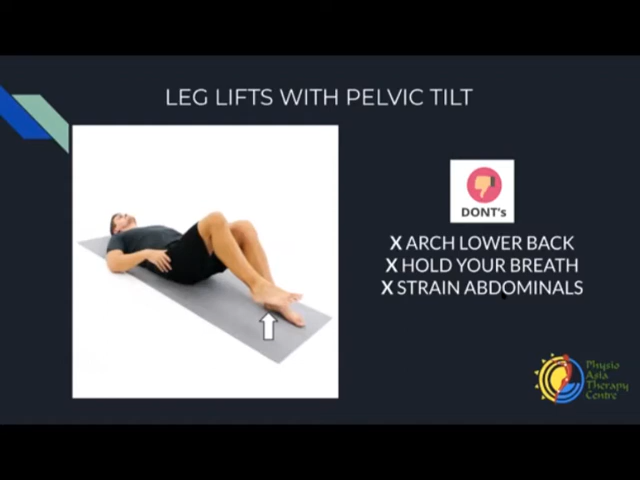 LEG LIFTS WITH PELVIC TILT
DONT's
X ARCH LOWER BACK
X HOLD YOUR BREATH
X STRAIN ABDOMINALS
Physio
Asia
Therapy
Centre